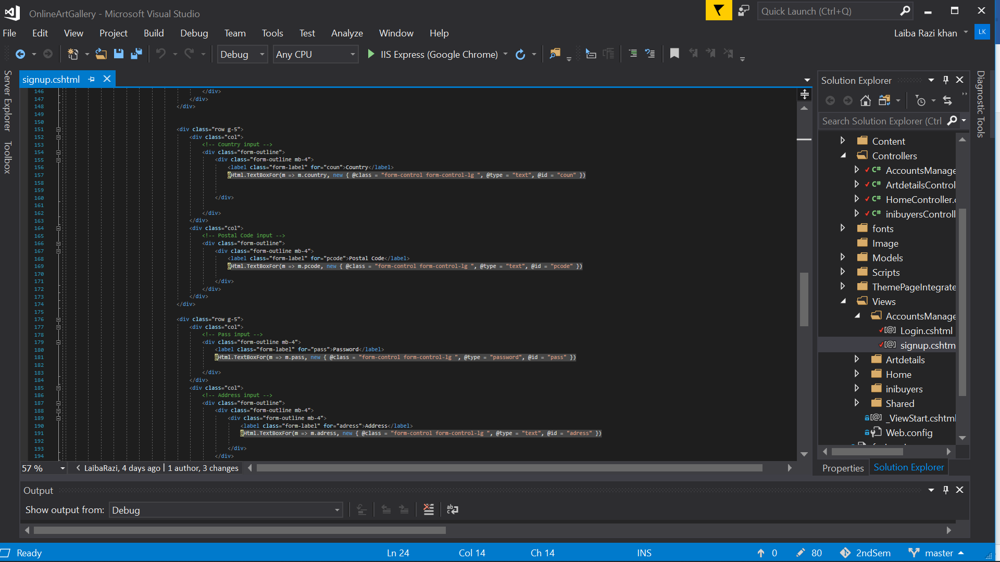 OnlineArtGallery - Microsoft Visual Studio
Quick Launch (Ctrl+Q)
File Edit View Project Build Debug Team Tools Test Analyze Window Help
Laiba Razi khan LK
Debug Any CPU IIS Express (Google Chrome)
Server Explorer
Toolbox
signup.cshtml
146 </div>
147 </div>
148 </div>
149
150
151 <div class="row g-5">
152 <div class="col">
153 <!-- Country input -->
154 <div class="form-outline">
155 <div class="form-outline mb-4">
156 <label class="form-label" for="coun">Country</label>
157 @Html.TextBoxFor(m => m.country, new { @class = "form-control form-control-lg ", @type = "text", @id = "coun" })
158
159
160 </div>
161
162 </div>
163 </div>
164 <div class="col">
165 <!-- Postal Code input -->
166 <div class="form-outline">
167 <div class="form-outline mb-4">
168 <label class="form-label" for="pcode">Postal Code</label>
169 @Html.TextBoxFor(m => m.pcode, new { @class = "form-control form-control-lg ", @type = "text", @id = "pcode" })
170
171 </div>
172 </div>
173 </div>
174 </div>
175
176 <div class="row g-5">
177 <div class="col">
178 <!-- Pass input -->
179 <div class="form-outline mb-4">
180 <label class="form-label" for="pass">Password</label>
181 @Html.TextBoxFor(m => m.pass, new { @class = "form-control form-control-lg ", @type = "password", @id = "pass" })
182
183 </div>
184 </div>
185 <div class="col">
186 <!-- Address input -->
187 <div class="form-outline">
188 <div class="form-outline mb-4">
189 <div class="form-outline mb-4">
190 <label class="form-label" for="adress">Address</label>
191 @Html.TextBoxFor(m => m.adress, new { @class = "form-control form-control-lg ", @type = "text", @id = "adress" })
192
193 </div>
194 </div>
57 % LaibaRazi, 4 days ago | 1 author, 3 changes
Solution Explorer
Search Solution Explorer (Ctrl
Content
Controllers
C# AccountsManage
C# ArtdetailsControl
C# HomeController.c
C# inibuyersControll
fonts
Image
Models
Scripts
ThemePageIntegrate
Views
AccountsManage
[@] Login.cshtml
[@] signup.cshtm
Artdetails
Home
inibuyers
Shared
[@] _ViewStart.cshtml
Web.config
Properties Solution Explorer
Diagnostic Tools
Output
Show output from: Debug
Ready Ln 24 Col 14 Ch 14 INS 0 80 2ndSem master